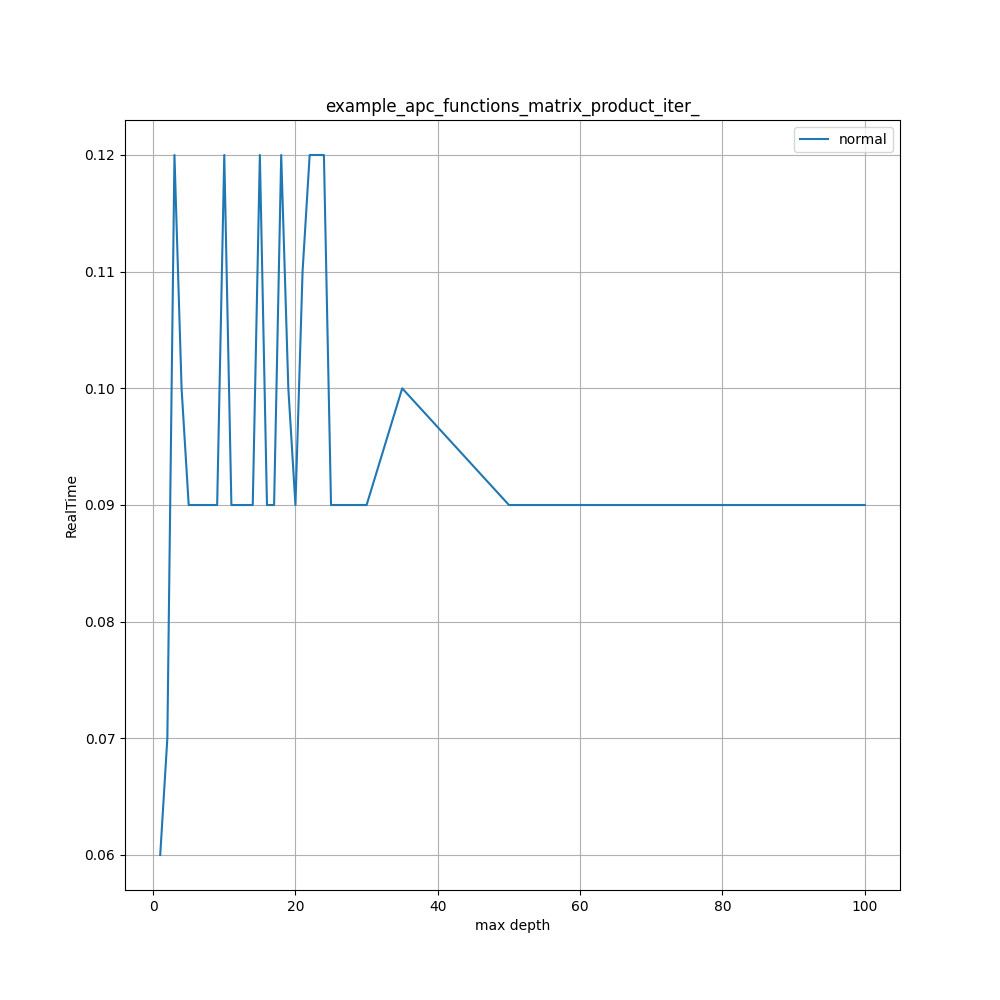 example_apc_functions_matrix_product_iter_
normal
0.12
0.11
0.10
0.09
0.08
0.07
0.06
RealTime
0 20 40 60 80 100
max depth